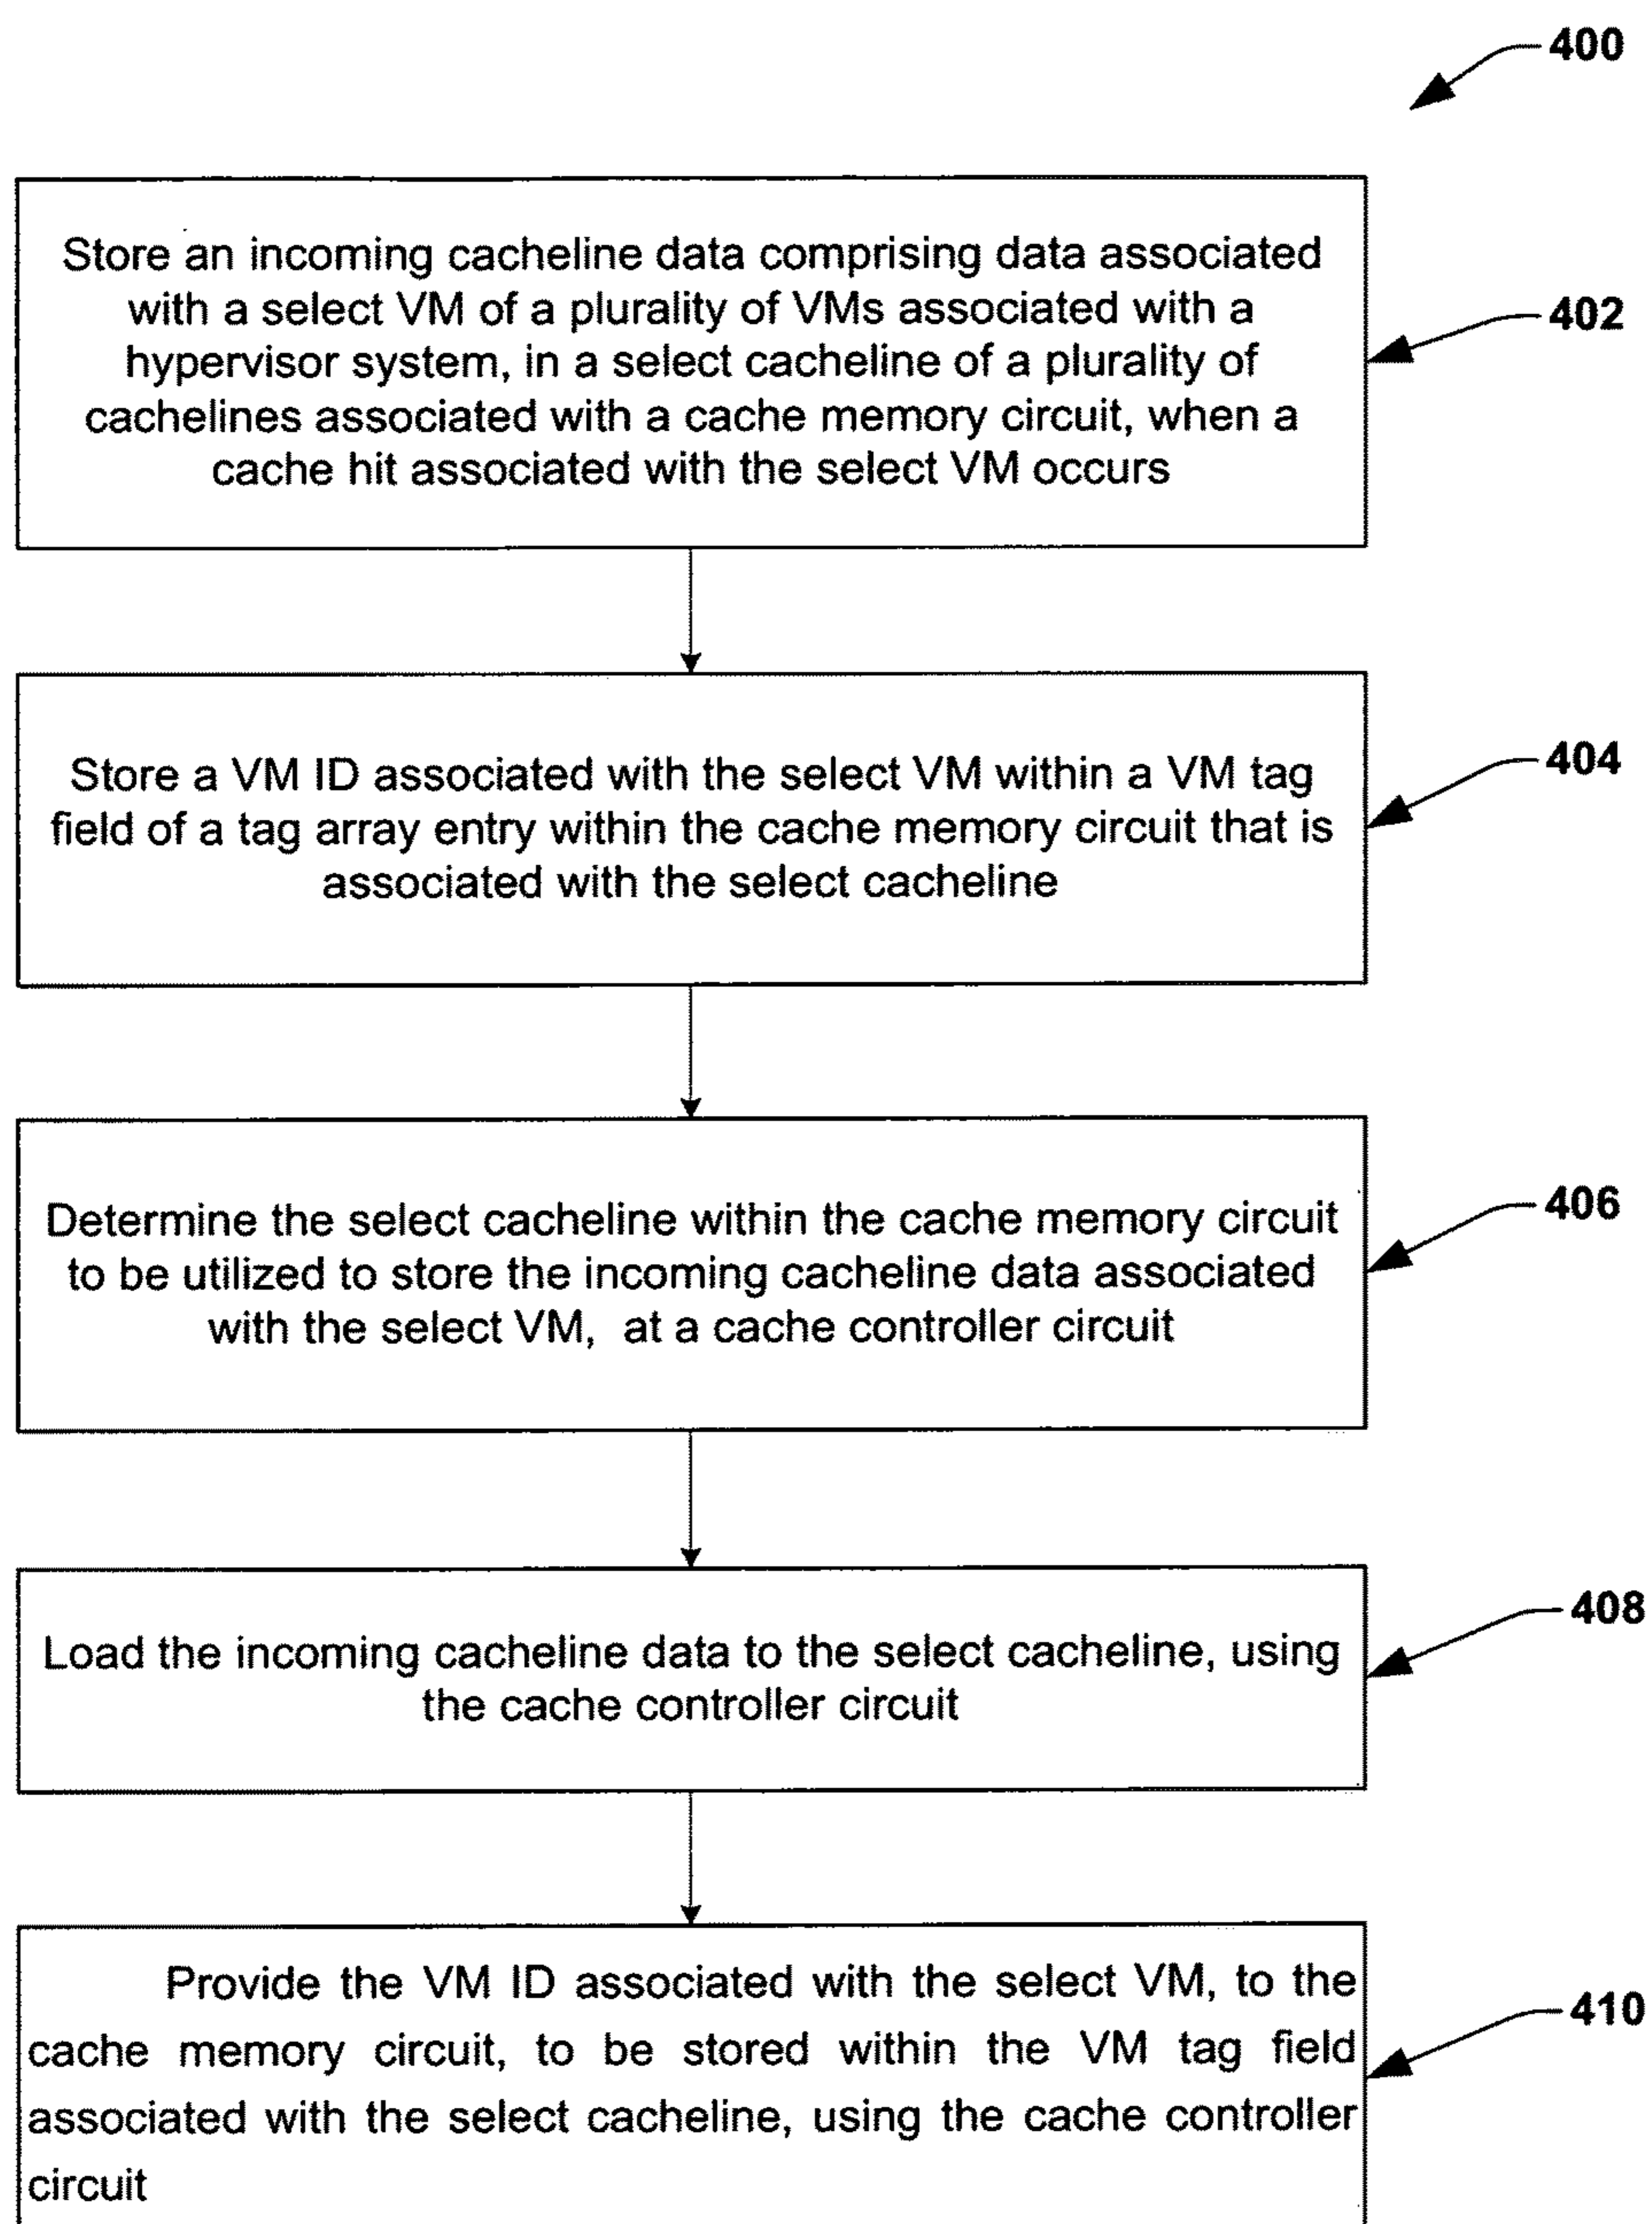 400
Store an incoming cacheline data comprising data associated
with a select VM of a plurality of VMs associated with a
hypervisor system, in a select cacheline of a plurality of
cachelines associated with a cache memory circuit, when a
cache hit associated with the select VM occurs
402
Store a VM ID associated with the select VM within a VM tag
field of a tag array entry within the cache memory circuit that is
associated with the select cacheline
404
Determine the select cacheline within the cache memory circuit
to be utilized to store the incoming cacheline data associated
with the select VM, at a cache controller circuit
406
Load the incoming cacheline data to the select cacheline, using
the cache controller circuit
408
Provide the VM ID associated with the select VM, to the
cache memory circuit, to be stored within the VM tag field
associated with the select cacheline, using the cache controller
circuit
410